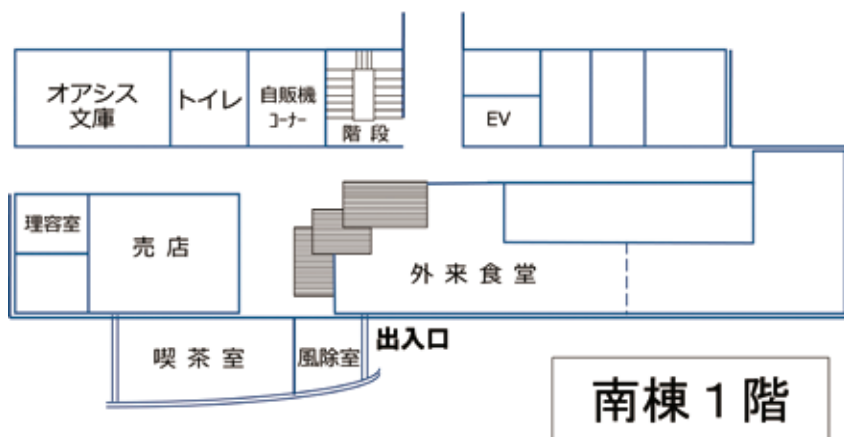 オアシス
文庫
トイレ
自販機
コーナー
階段
EV
理容室
売店
外来食堂
喫茶室
風除室
出入口
南棟1階